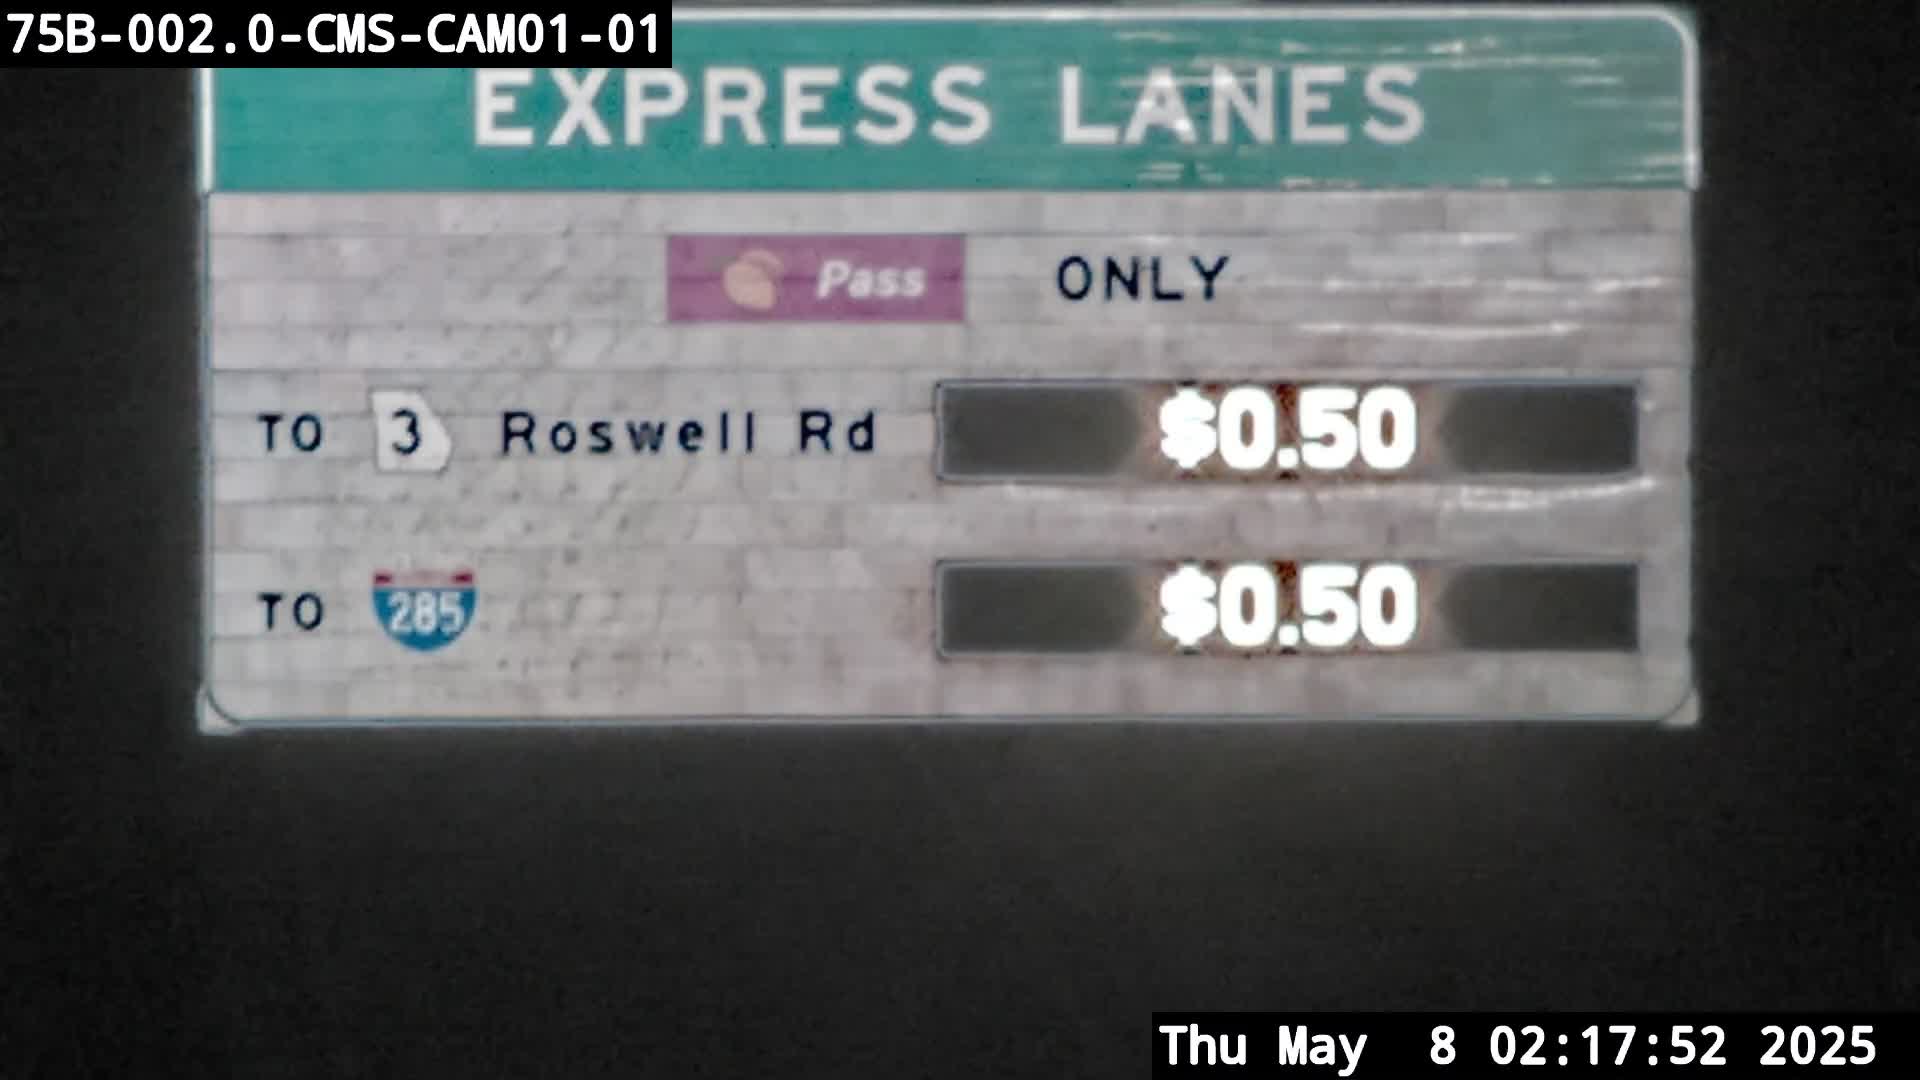 75B-002.0-CMS-CAM01-01
EXPRESS LANES
Pass ONLY
TO 3 Roswell Rd $0.50
TO 285 $0.50
Thu May 8 02:17:52 2025